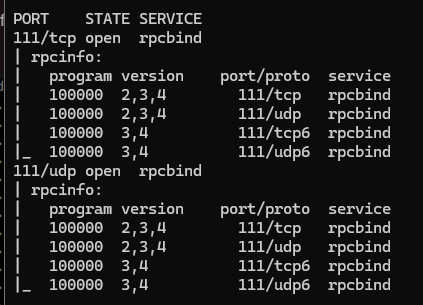 PORT    STATE SERVICE
111/tcp open  rpcbind
| rpcinfo:
|   program version    port/proto  service
|   100000  2,3,4        111/tcp   rpcbind
|   100000  2,3,4        111/udp   rpcbind
|   100000  3,4          111/tcp6  rpcbind
|_  100000  3,4          111/udp6  rpcbind
111/udp open  rpcbind
| rpcinfo:
|   program version    port/proto  service
|   100000  2,3,4        111/tcp   rpcbind
|   100000  2,3,4        111/udp   rpcbind
|   100000  3,4          111/tcp6  rpcbind
|_  100000  3,4          111/udp6  rpcbind